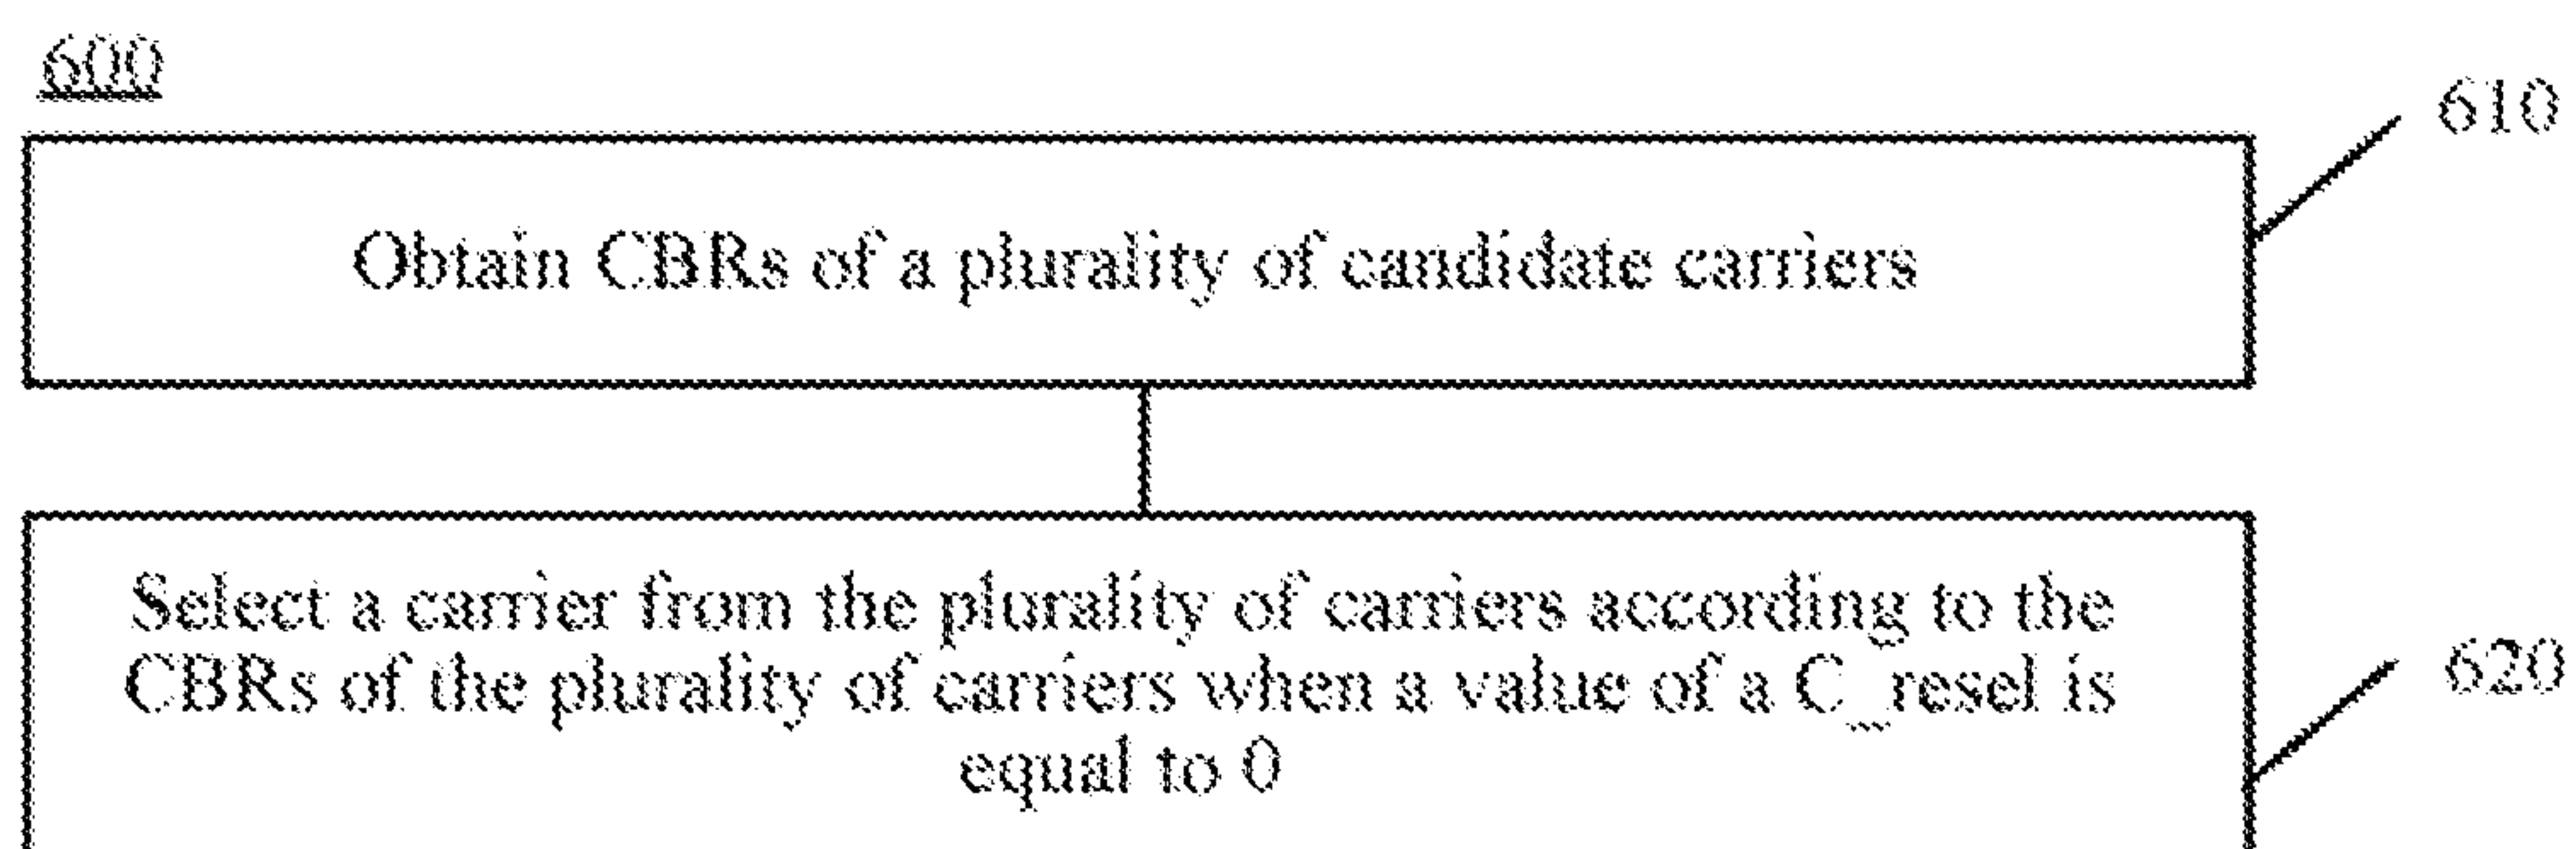 600
610
Obtain CBRs of a plurality of candidate carriers
Select a carrier from the plurality of carriers according to the
CBRs of the plurality of carriers when a value of a C_resel is
equal to 0
620